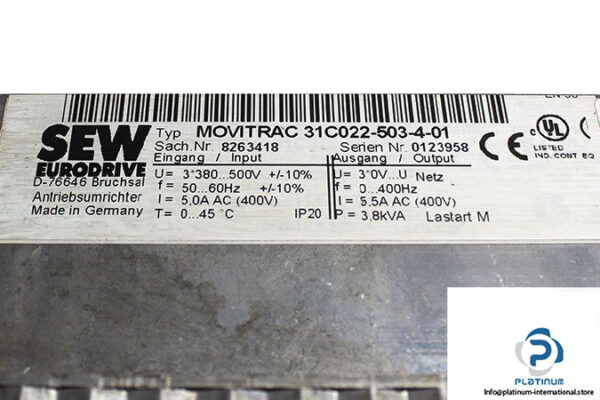 SEW
EURODRIVE
D-76646 Bruchsal
Antriebsumrichter
Made in Germany
Typ MOVITRAC 31C022-503-4-01
Sach.Nr. 8263418 Serien Nr. 0123958
Eingang / Input Ausgang / Output
U= 3*380..500V +/-10% U= 3*0V..U Netz
f= 50...60Hz +/-10% f= 0...400Hz
I= 5,0A AC (400V) I= 5.5A AC (400V)
T= 0...45 °C IP20 P= 3,8kVA Lastart M
C UL
LISTED
IND. CONT. EQ
PLATINUM
INTERNATIONAL
www.platinum-international.store